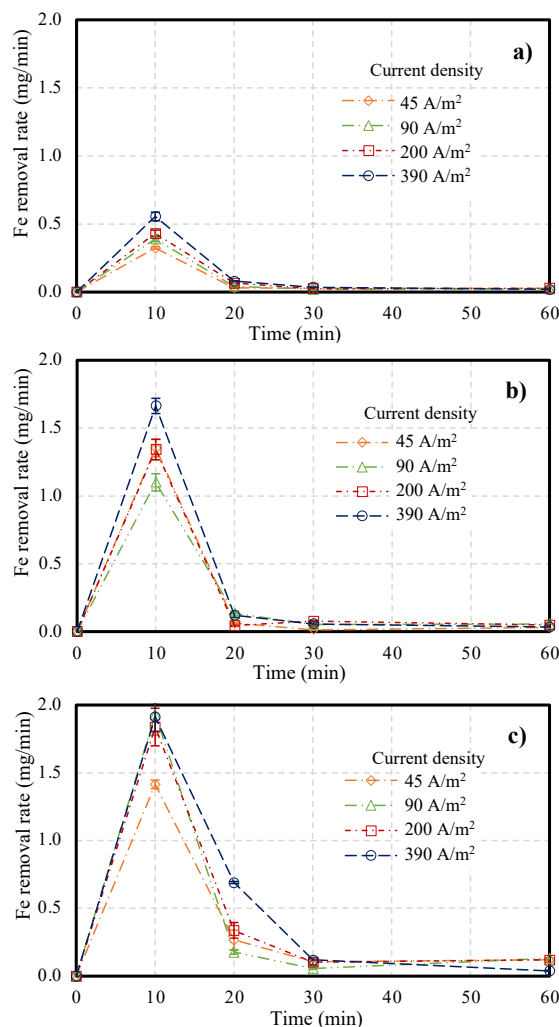 2.0
a)
Current density
45 A/m²
1.5
90 A/m²
200 A/m²
1.0
390 A/m²
0.5
0.0
0 10 20 30 40 50 60
Time (min)
Fe removal rate (mg/min)
2.0
b)
Current density
45 A/m²
1.5
90 A/m²
200 A/m²
1.0
390 A/m²
0.5
0.0
0 10 20 30 40 50 60
Time (min)
Fe removal rate (mg/min)
2.0
c)
Current density
45 A/m²
1.5
90 A/m²
200 A/m²
390 A/m²
1.0
0.5
0.0
0 10 20 30 40 50 60
Time (min)
Fe removal rate (mg/min)